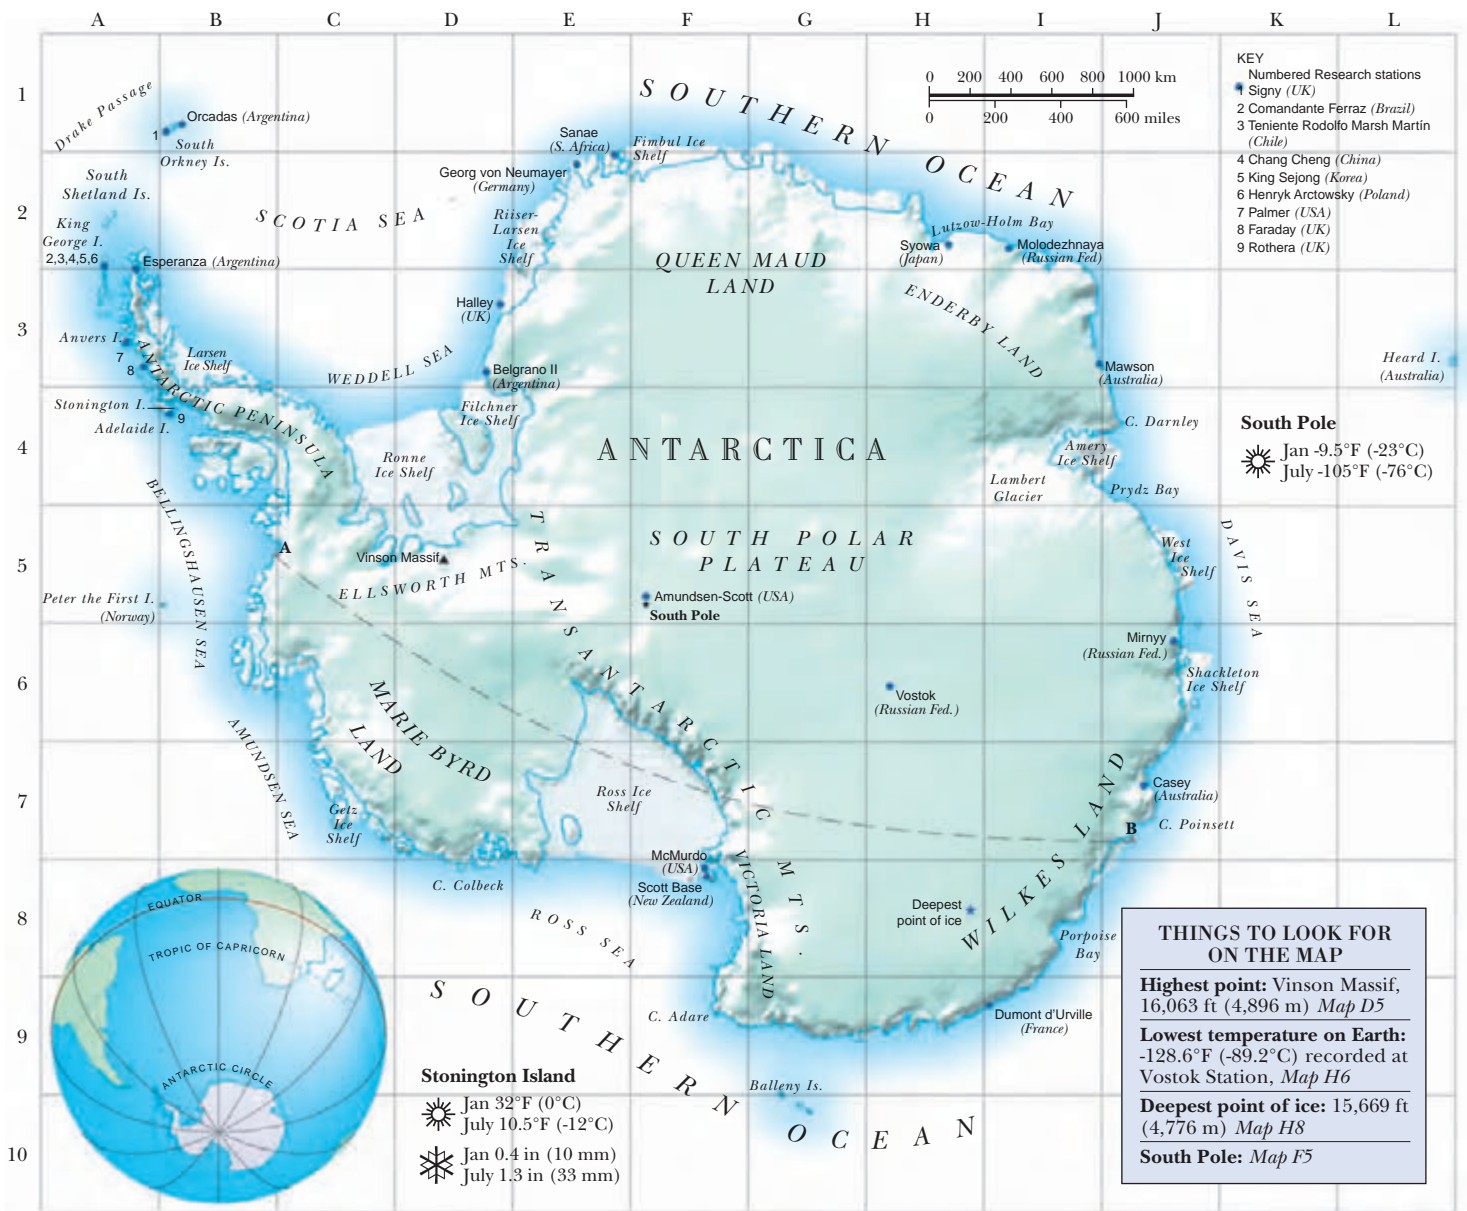 A B C D E F G H I J K L
1
2
3
4
5
6
7
8
9
10
Drake Passage
1
Orcadas (Argentina)
South
Orkney Is.
South
Shetland Is.
King
George I.
2,3,4,5,6
Esperanza (Argentina)
SCOTIA SEA
Sanae
(S. Africa)
Georg von Neumayer
(Germany)
Fimbul Ice
Shelf
Riiser-
Larsen
Ice
Shelf
SOUTHERN OCEAN
0 200 400 600 800 1000 km
0 200 400 600 miles
KEY
Numbered Research stations
1 Signy (UK)
2 Comandante Ferraz (Brazil)
3 Teniente Rodolfo Marsh Martín
(Chile)
4 Chang Cheng (China)
5 King Sejong (Korea)
6 Henryk Arctowsky (Poland)
7 Palmer (USA)
8 Faraday (UK)
9 Rothera (UK)
Lutzow-Holm Bay
Syowa
(Japan)
Molodezhnaya
(Russian Fed)
QUEEN MAUD
LAND
ENDERBY LAND
Halley
(UK)
Anvers I.
7
8
Larsen
Ice Shelf
WEDDELL SEA
Belgrano II
(Argentina)
Mawson
(Australia)
Heard I.
(Australia)
Stonington I.
9
Adelaide I.
ANTARCTIC PENINSULA
Filchner
Ice Shelf
Ronne
Ice Shelf
ANTARCTICA
C. Darnley
Amery
Ice Shelf
Lambert
Glacier
Prydz Bay
South Pole
Jan -9.5°F (-23°C)
July -105°F (-76°C)
BELLINGSHAUSEN SEA
A
Vinson Massif
ELLSWORTH MTS.
TRANSANTARCTIC MTS.
SOUTH POLAR
PLATEAU
West
Ice
Shelf
DAVIS SEA
Peter the First I.
(Norway)
Amundsen-Scott (USA)
South Pole
Mirnyy
(Russian Fed.)
Shackleton
Ice Shelf
Vostok
(Russian Fed.)
MARIE BYRD
LAND
AMUNDSEN SEA
Getz
Ice
Shelf
Ross Ice
Shelf
Casey
(Australia)
B
C. Poinsett
WILKES LAND
McMurdo
(USA)
Scott Base
(New Zealand)
VICTORIA LAND
C. Colbeck
ROSS SEA
Deepest
point of ice
Porpoise
Bay
C. Adare
Dumont d'Urville
(France)
SOUTHERN OCEAN
Balleny Is.
EQUATOR
TROPIC OF CAPRICORN
ANTARCTIC CIRCLE
Stonington Island
Jan 32°F (0°C)
July 10.5°F (-12°C)
Jan 0.4 in (10 mm)
July 1.3 in (33 mm)
THINGS TO LOOK FOR
ON THE MAP
Highest point: Vinson Massif,
16,063 ft (4,896 m) Map D5
Lowest temperature on Earth:
-128.6°F (-89.2°C) recorded at
Vostok Station, Map H6
Deepest point of ice: 15,669 ft
(4,776 m) Map H8
South Pole: Map F5